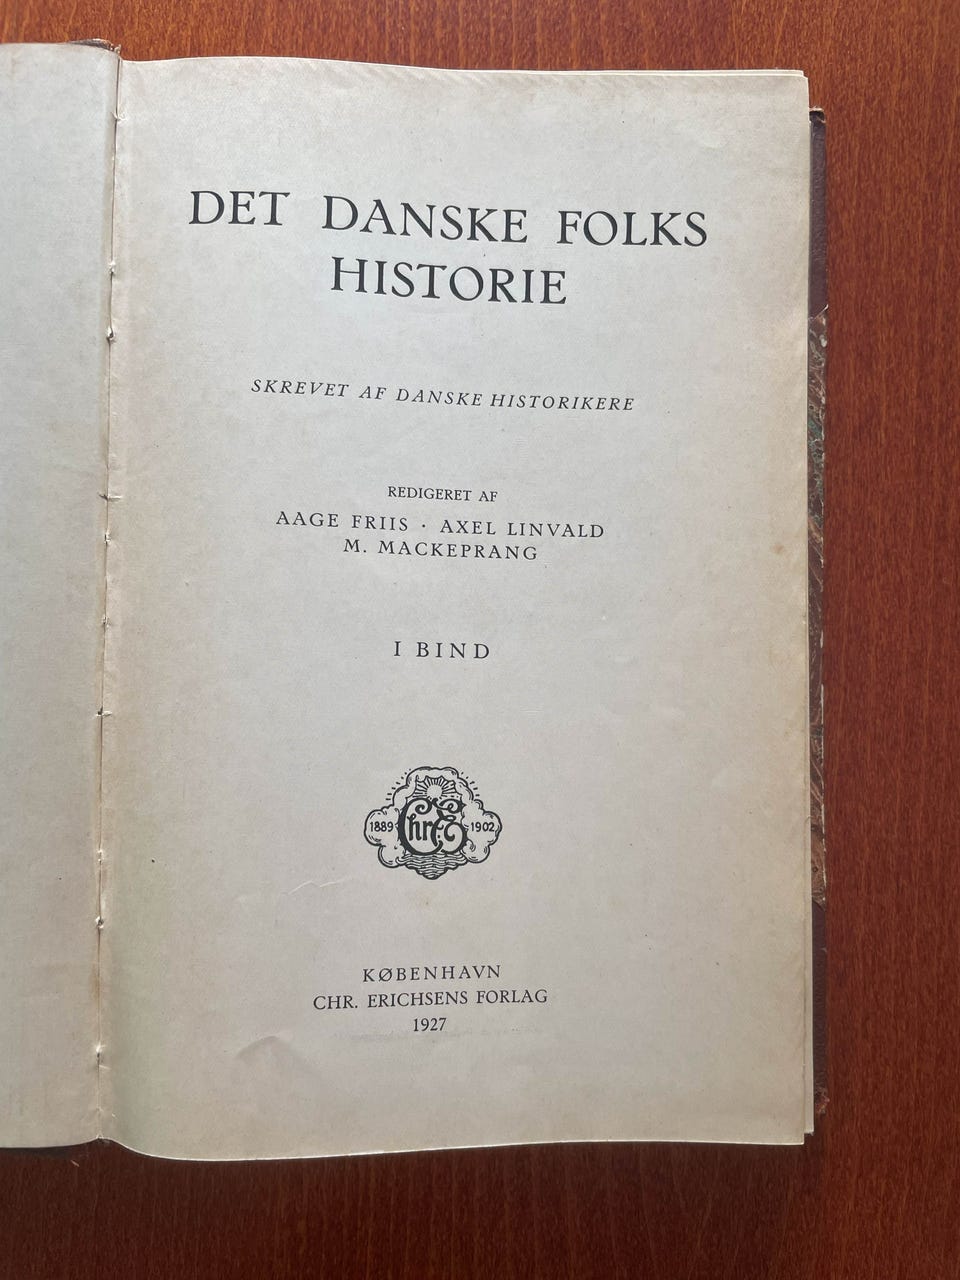 DET DANSKE FOLKS
HISTORIE
SKREVET AF DANSKE HISTORIKERE
REDIGERET AF
AAGE FRIIS · AXEL LINVALD
M. MACKEPRANG
I BIND
1889 Chr. E 1902
KØBENHAVN
CHR. ERICHSENS FORLAG
1927